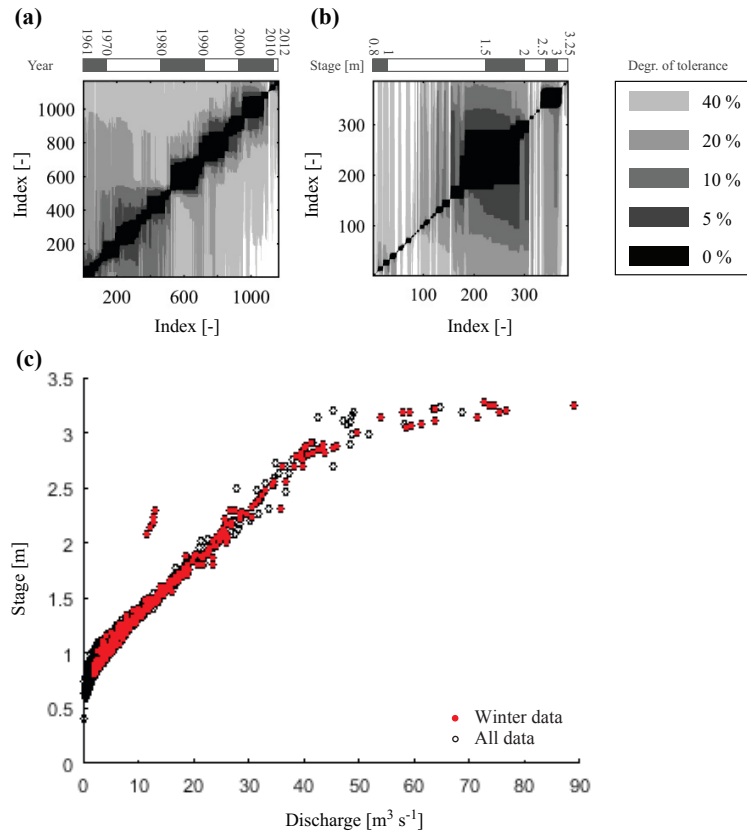 (a)
1961 1970 1980 1990 2000 2010 2012
Year
1000
800
600
400
200
Index [-]
200 600 1000
Index [-]
(b)
0.8 1 1.5 2 2.5 3 3.25
Stage [m]
300
200
100
Index [-]
100 200 300
Index [-]
Degr. of tolerance
40 %
20 %
10 %
5 %
0 %
(c)
3.5
3
2.5
2
1.5
1
0.5
0
Stage [m]
Winter data
All data
0 10 20 30 40 50 60 70 80 90
Discharge [m³ s⁻¹]